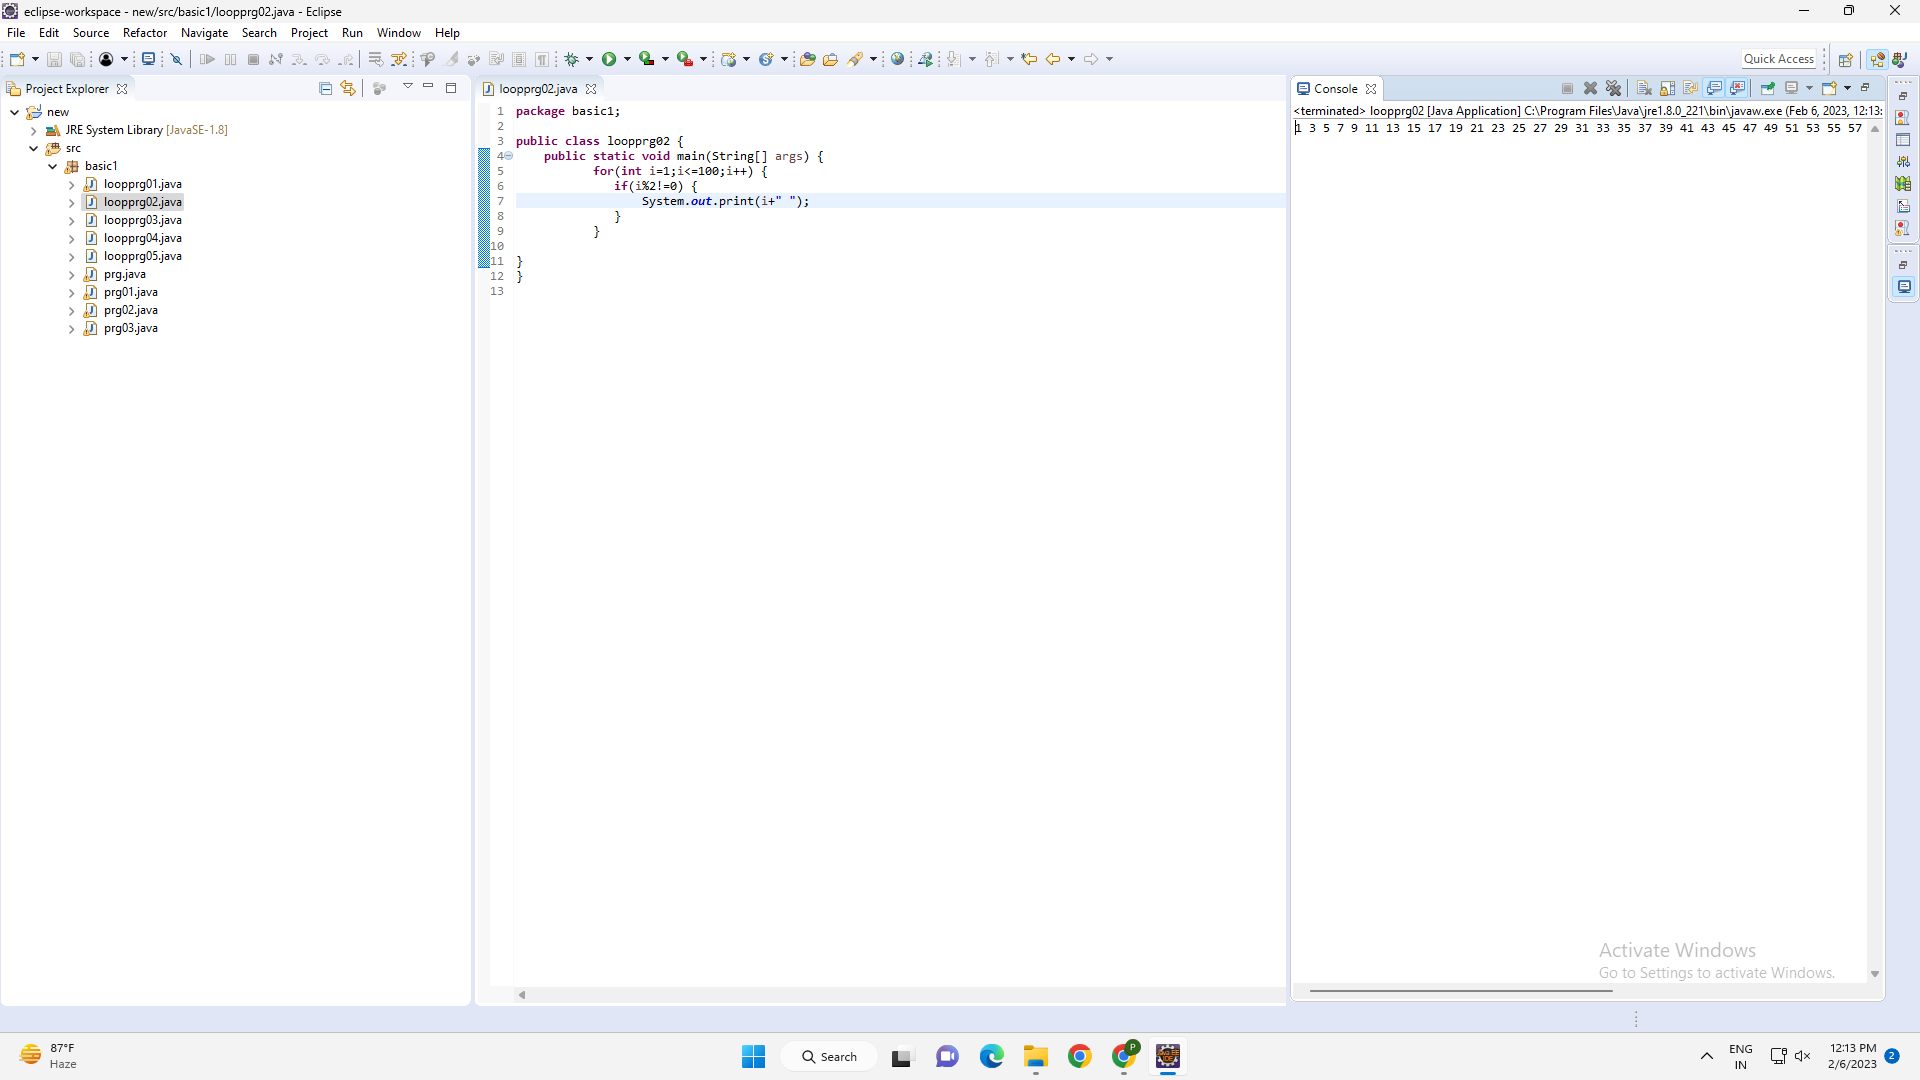 eclipse-workspace - new/src/basic1/loopprg02.java - Eclipse
File Edit Source Refactor Navigate Search Project Run Window Help
Quick Access
Project Explorer
new
JRE System Library [JavaSE-1.8]
src
basic1
loopprg01.java
loopprg02.java
loopprg03.java
loopprg04.java
loopprg05.java
prg.java
prg01.java
prg02.java
prg03.java
loopprg02.java
1 package basic1;
2
3 public class loopprg02 {
4 public static void main(String[] args) {
5 for(int i=1;i<=100;i++) {
6 if(i%2!=0) {
7 System.out.print(i+" ");
8 }
9 }
10
11 }
12 }
13
Console
<terminated> loopprg02 [Java Application] C:\Program Files\Java\jre1.8.0_221\bin\javaw.exe (Feb 6, 2023, 12:13:
1 3 5 7 9 11 13 15 17 19 21 23 25 27 29 31 33 35 37 39 41 43 45 47 49 51 53 55 57
Activate Windows
Go to Settings to activate Windows.
87°F
Haze
Search
P
ENG
IN
12:13 PM
2/6/2023
2